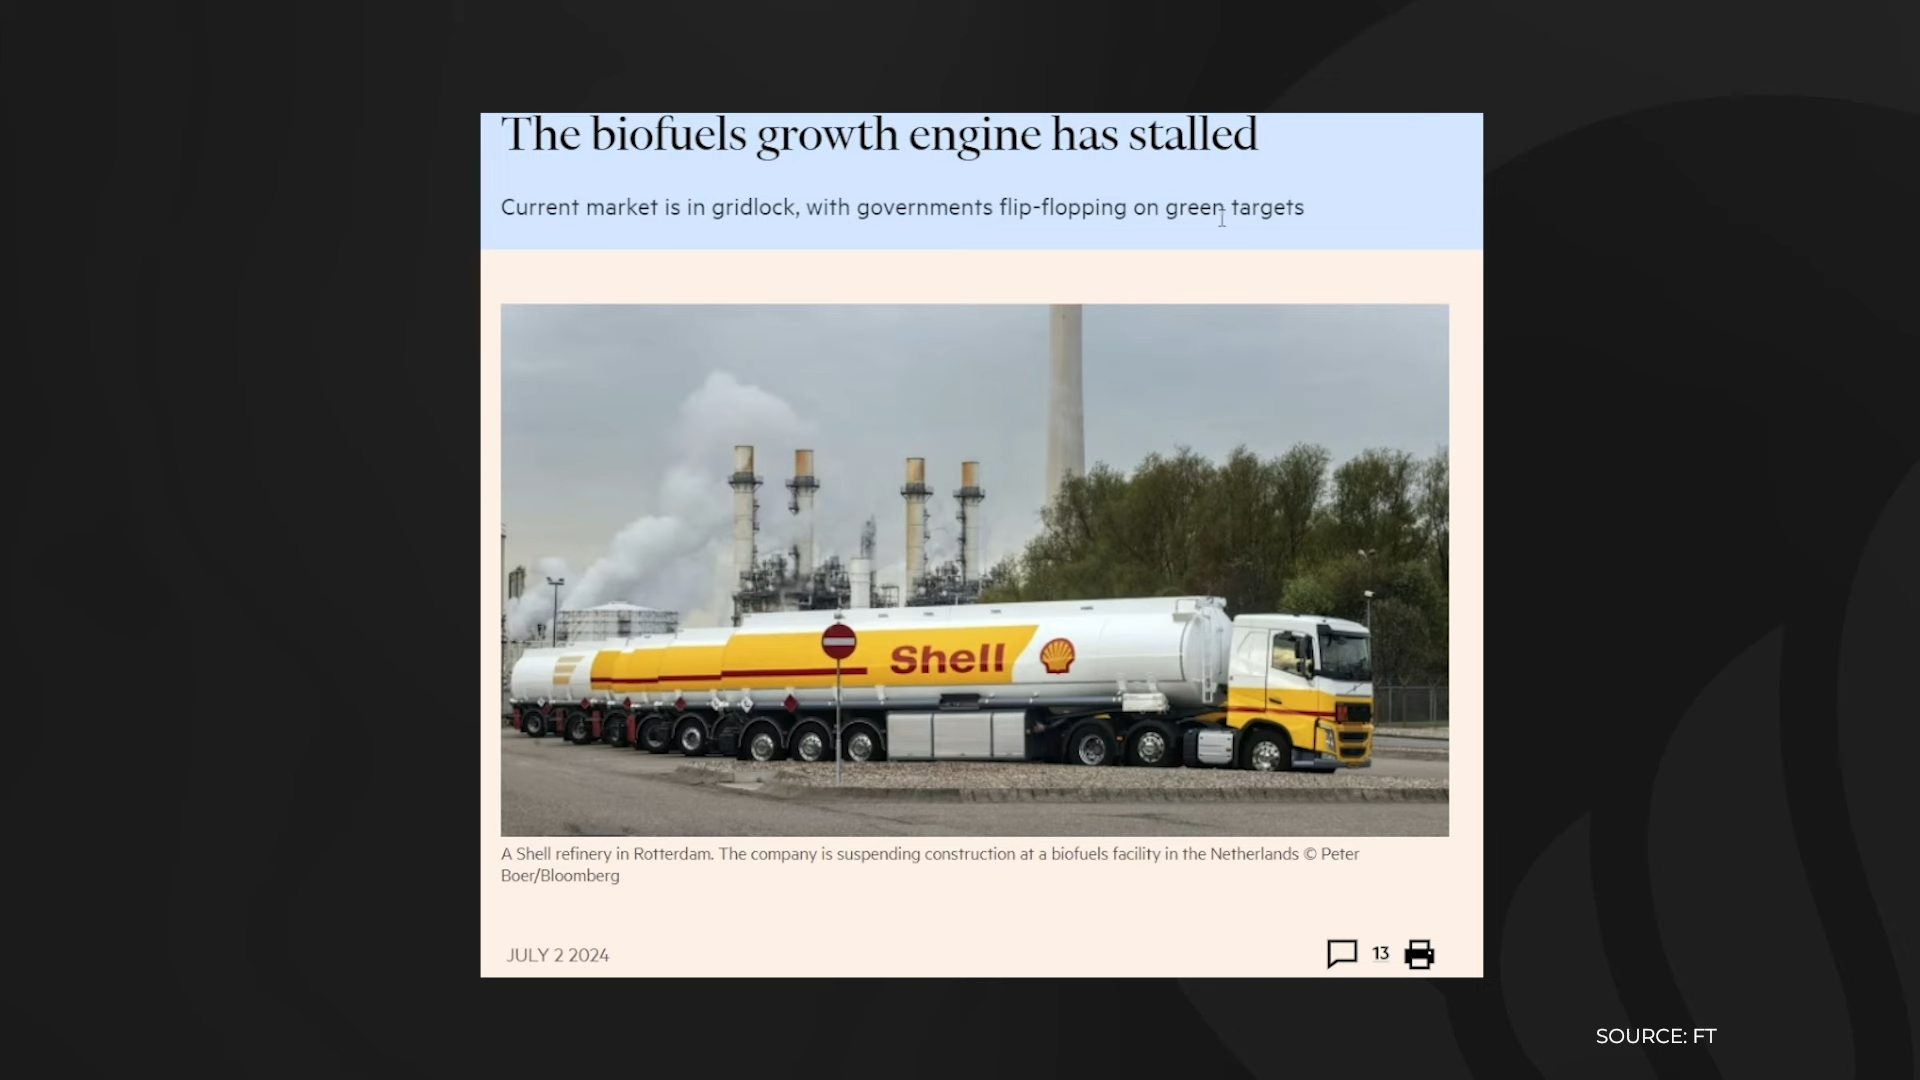 The biofuels growth engine has stalled
Current market is in gridlock, with governments flip-flopping on green targets
Shell
A Shell refinery in Rotterdam. The company is suspending construction at a biofuels facility in the Netherlands © Peter
Boer/Bloomberg
JULY 2 2024
13
SOURCE: FT